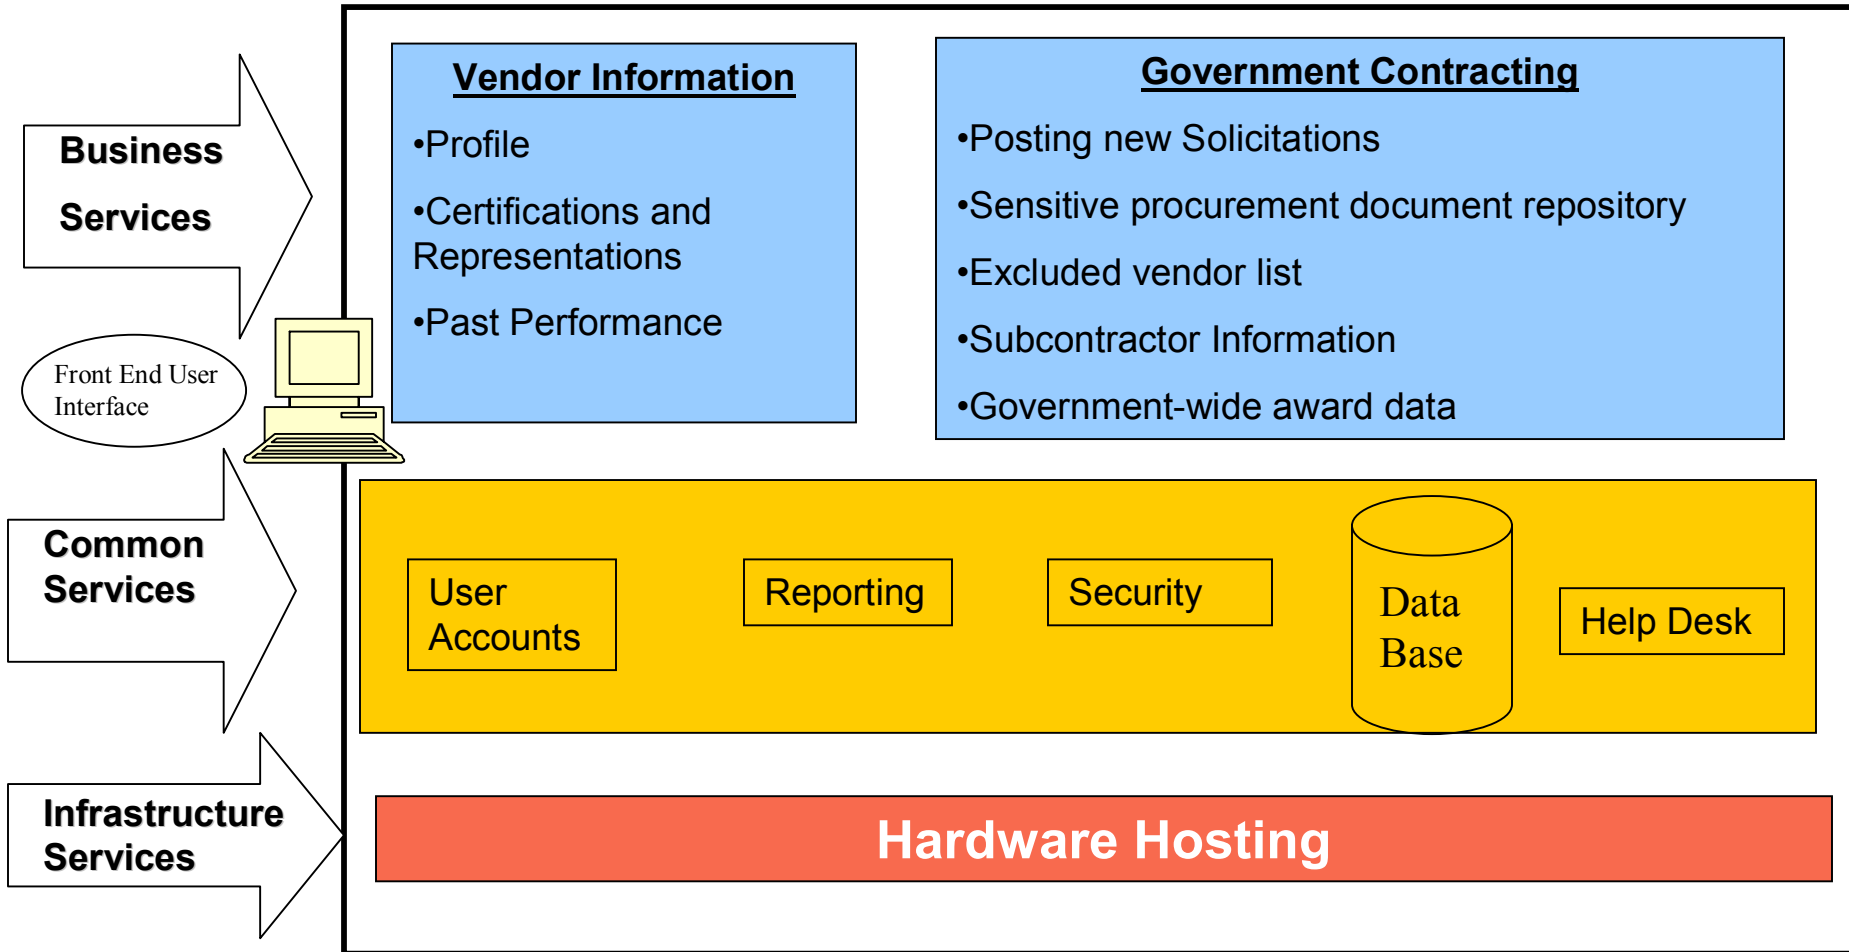 Business
Services
Front End User
Interface
Vendor Information
•Profile
•Certifications and
Representations
•Past Performance
Government Contracting
•Posting new Solicitations
•Sensitive procurement document repository
•Excluded vendor list
•Subcontractor Information
•Government-wide award data
Common
Services
User
Accounts
Reporting
Security
Data
Base
Help Desk
Infrastructure
Services
Hardware Hosting